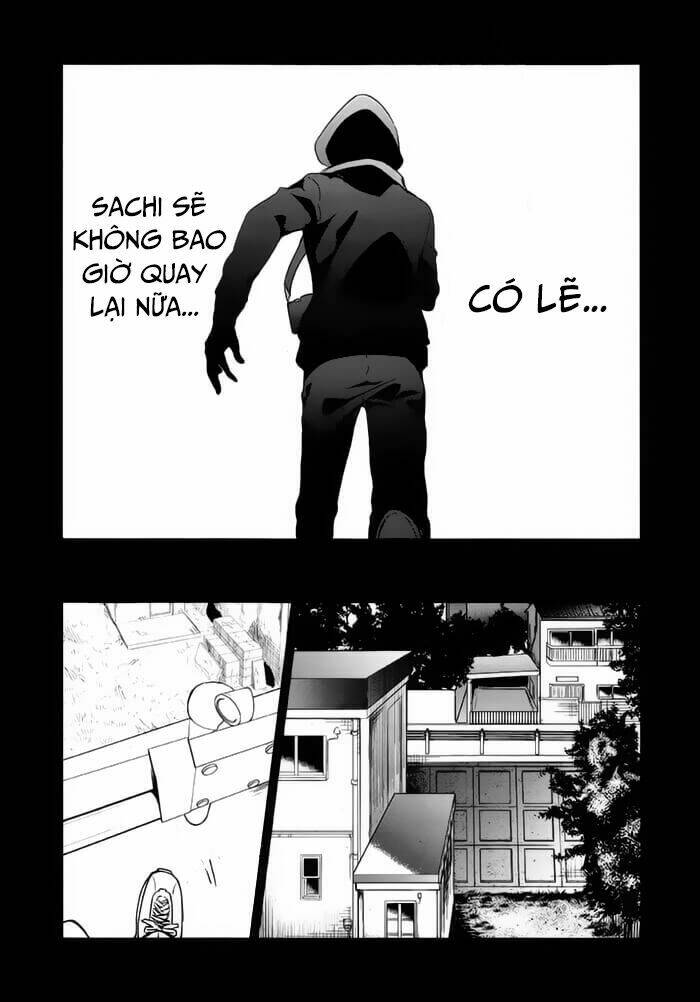 CÓ LẼ...
SACHI SẼ
KHÔNG BAO
GIỜ QUAY
LẠI NỮA...